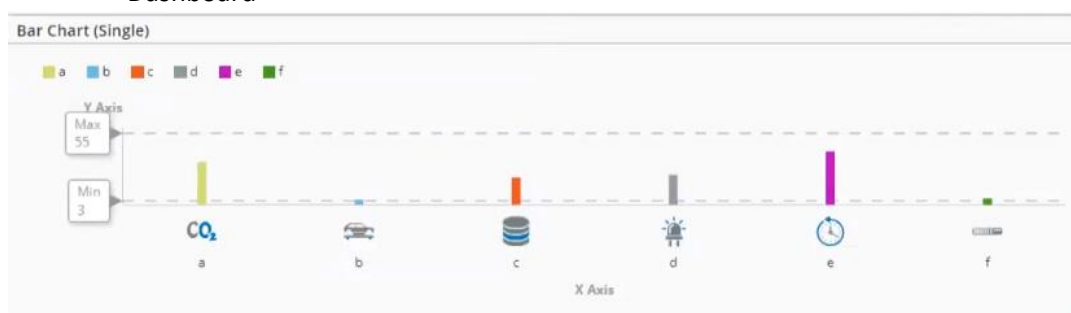 Bar Chart (Single)
a b c d e f
Y Axis
Max
55
Min
3
CO₂
a b c d e f
X Axis